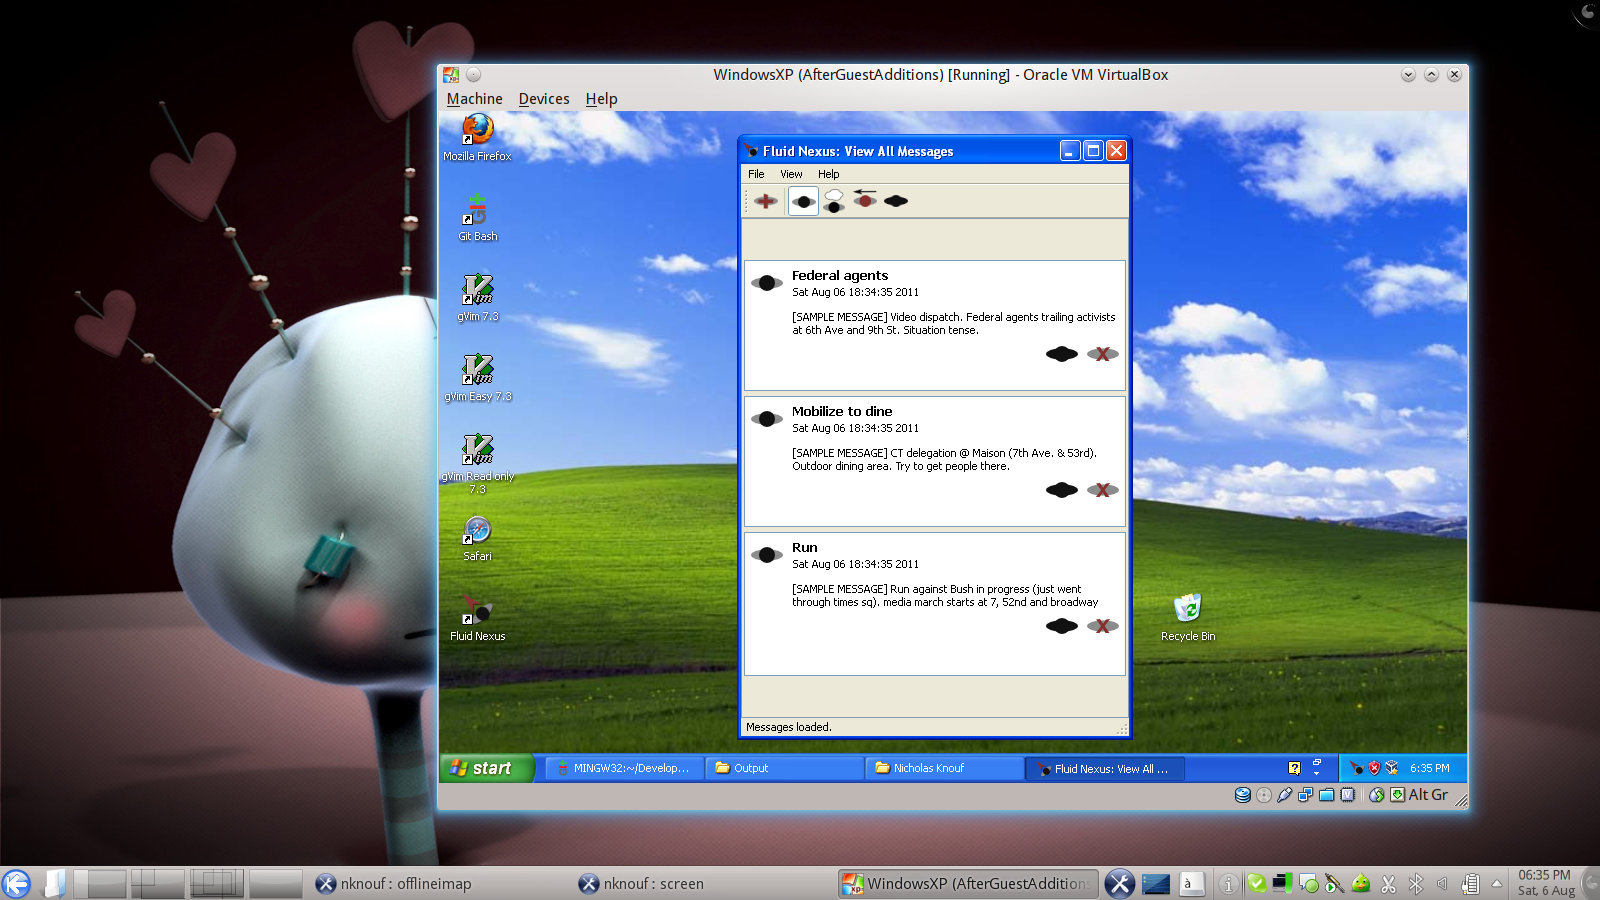 WindowsXP (AfterGuestAdditions) [Running] - Oracle VM VirtualBox
Machine Devices Help
Mozilla Firefox
Git Bash
gVim 7.3
gVim Easy 7.3
gVim Read only
7.3
Safari
Fluid Nexus
Fluid Nexus: View All Messages
File View Help
Federal agents
Sat Aug 06 18:34:35 2011
[SAMPLE MESSAGE] Video dispatch. Federal agents trailing activists
at 6th Ave and 9th St. Situation tense.
Mobilize to dine
Sat Aug 06 18:34:35 2011
[SAMPLE MESSAGE] CT delegation @ Maison (7th Ave. & 53rd).
Outdoor dining area. Try to get people there.
Run
Sat Aug 06 18:34:35 2011
[SAMPLE MESSAGE] Run against Bush in progress (just went
through times sq). media march starts at 7, 52nd and broadway
Messages loaded.
Recycle Bin
start
MINGW32:~/Develop...
Output
Nicholas Knouf
Fluid Nexus: View All ...
6:35 PM
Alt Gr
nknouf : offlineimap
nknouf : screen
WindowsXP (AfterGuestAdditions
à
06:35 PM
Sat, 6 Aug